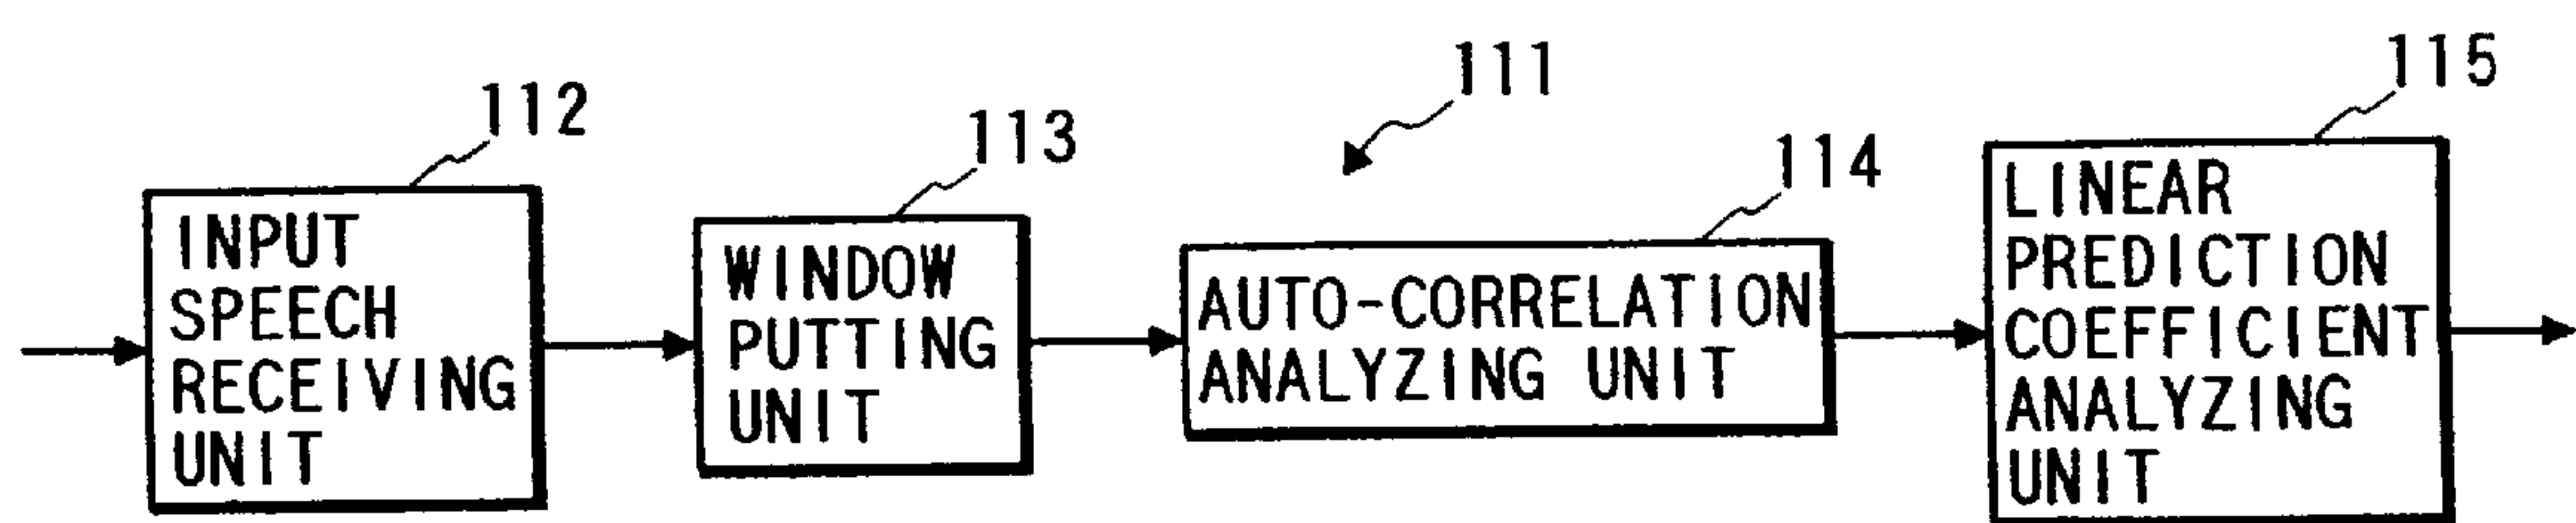 111
112
INPUT
SPEECH
RECEIVING
UNIT
113
WINDOW
PUTTING
UNIT
114
AUTO-CORRELATION
ANALYZING UNIT
115
LINEAR
PREDICTION
COEFFICIENT
ANALYZING
UNIT